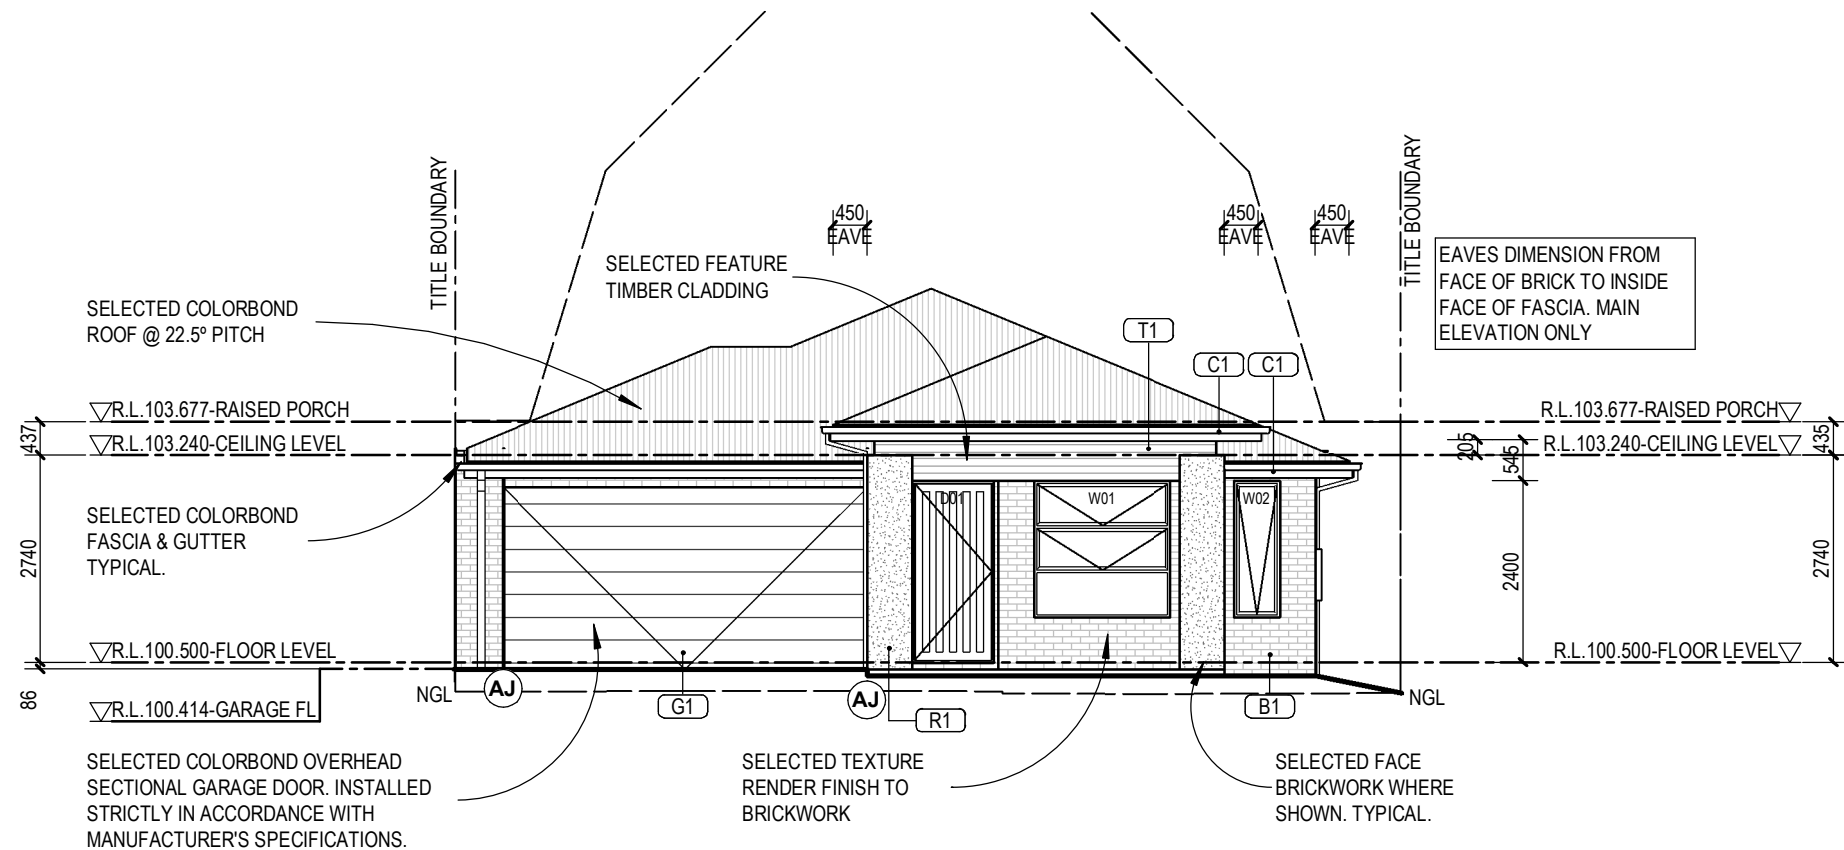 TITLE BOUNDARY
TITLE BOUNDARY
450
EAVE
450
EAVE
450
EAVE
EAVES DIMENSION FROM
FACE OF BRICK TO INSIDE
FACE OF FASCIA. MAIN
ELEVATION ONLY
SELECTED FEATURE
TIMBER CLADDING
SELECTED COLORBOND
ROOF @ 22.5º PITCH
T1
C1
C1
R.L.103.677-RAISED PORCH
R.L.103.677-RAISED PORCH
437
R.L.103.240-CEILING LEVEL
R.L.103.240-CEILING LEVEL
205
545
435
C1
D01
W01
W02
SELECTED COLORBOND
FASCIA & GUTTER
TYPICAL.
2740
2400
2740
R.L.100.500-FLOOR LEVEL
R.L.100.500-FLOOR LEVEL
86
NGL
AJ
AJ
NGL
R.L.100.414-GARAGE FL
G1
R1
B1
SELECTED COLORBOND OVERHEAD
SECTIONAL GARAGE DOOR. INSTALLED
STRICTLY IN ACCORDANCE WITH
MANUFACTURER'S SPECIFICATIONS.
SELECTED TEXTURE
RENDER FINISH TO
BRICKWORK
SELECTED FACE
BRICKWORK WHERE
SHOWN. TYPICAL.